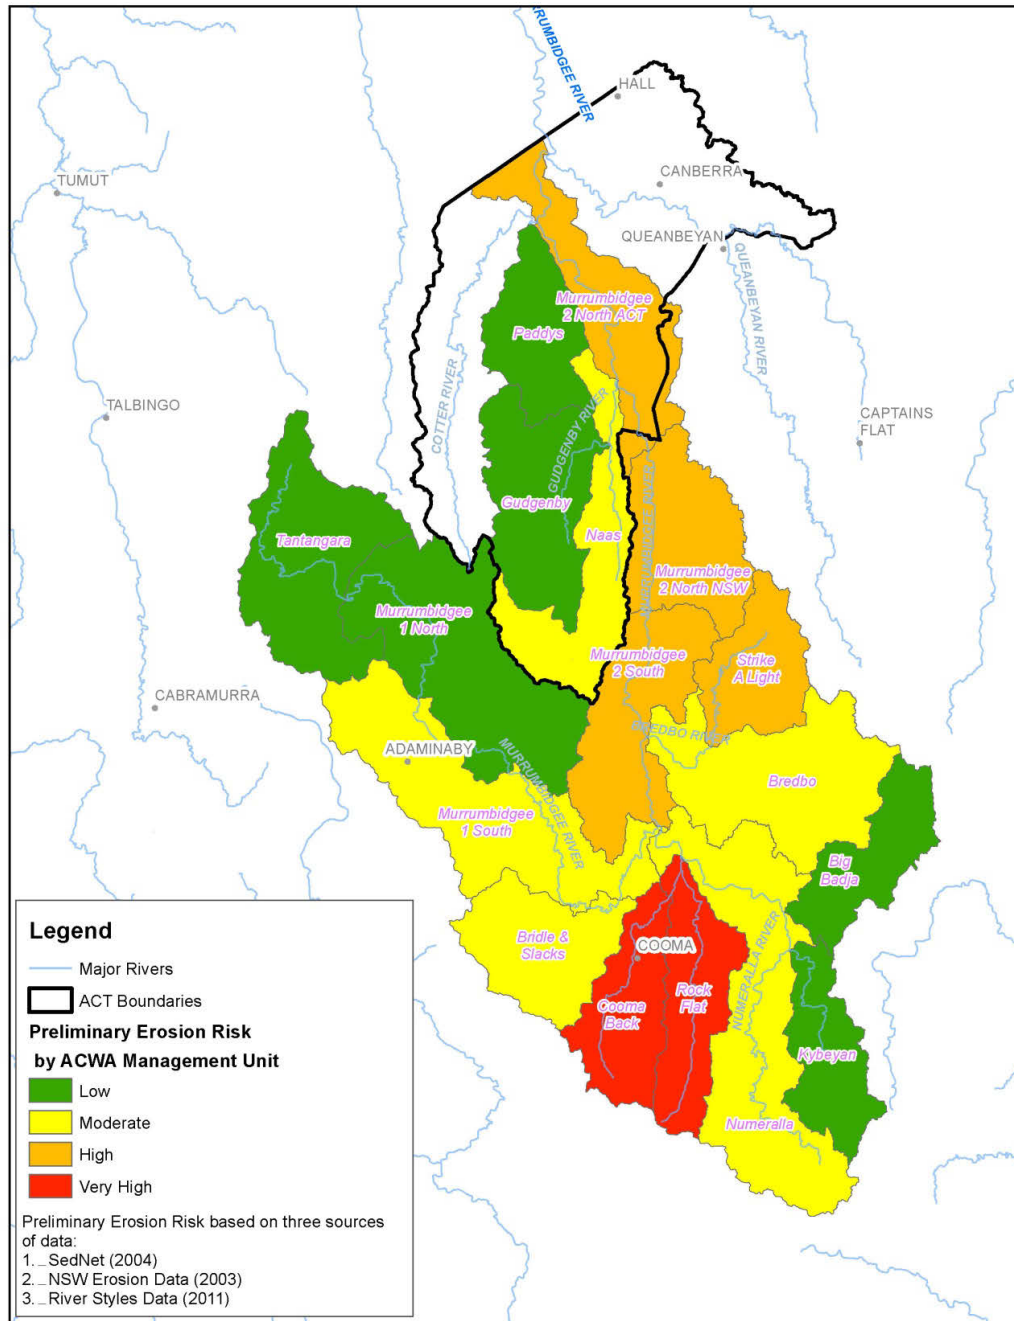 MURRUMBIDGEE RIVER
HALL
TUMUT
CANBERRA
QUEANBEYAN
QUEANBEYAN RIVER
Murrumbidgee
2 North ACT
Paddys
COTTER RIVER
TALBINGO
CAPTAINS
FLAT
GUDGENBY RIVER
MURRUMBIDGEE RIVER
Gudgenby
Naas
Tantangara
Murrumbidgee
2 North NSW
Murrumbidgee
1 North
Murrumbidgee
2 South
Strike
A Light
CABRAMURRA
BREDBO RIVER
ADAMINABY
MURRUMBIDGEE RIVER
Bredbo
Murrumbidgee
1 South
Big
Badja
Bridle &
Slacks
COOMA
NUMERALLA RIVER
Cooma
Back
Rock
Flat
Kybeyan
Numeralla
Legend
Major Rivers
ACT Boundaries
Preliminary Erosion Risk
by ACWA Management Unit
Low
Moderate
High
Very High
Preliminary Erosion Risk based on three sources
of data:
1. _SedNet (2004)
2. _NSW Erosion Data (2003)
3. _River Styles Data (2011)